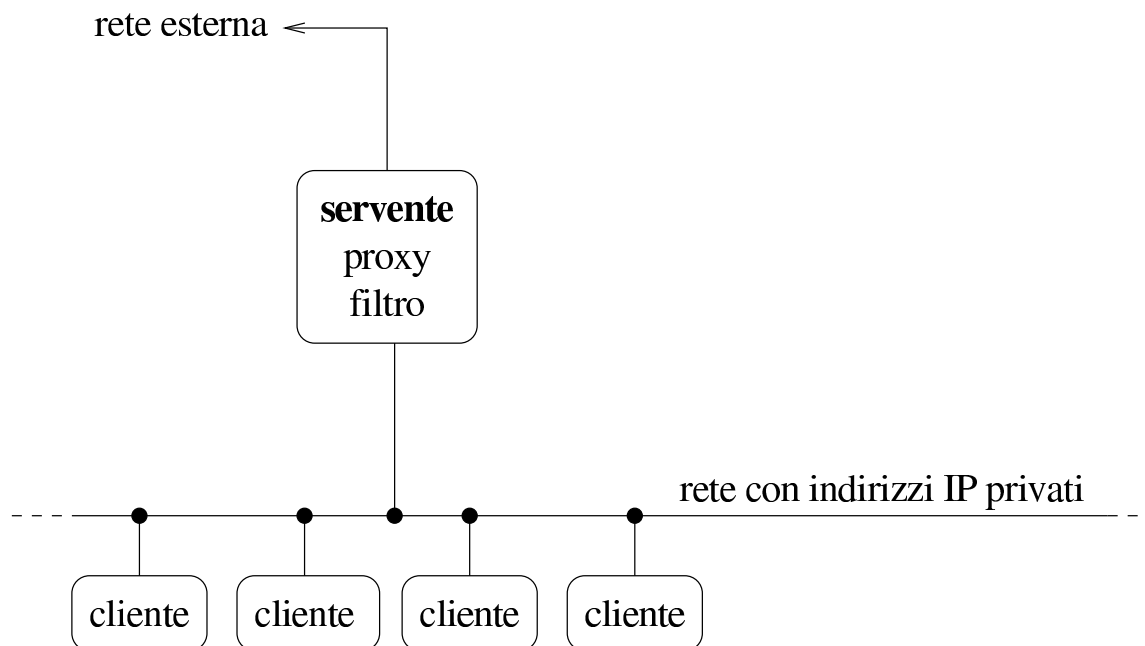 rete esterna
servente
proxy
filtro
rete con indirizzi IP privati
cliente
cliente
cliente
cliente